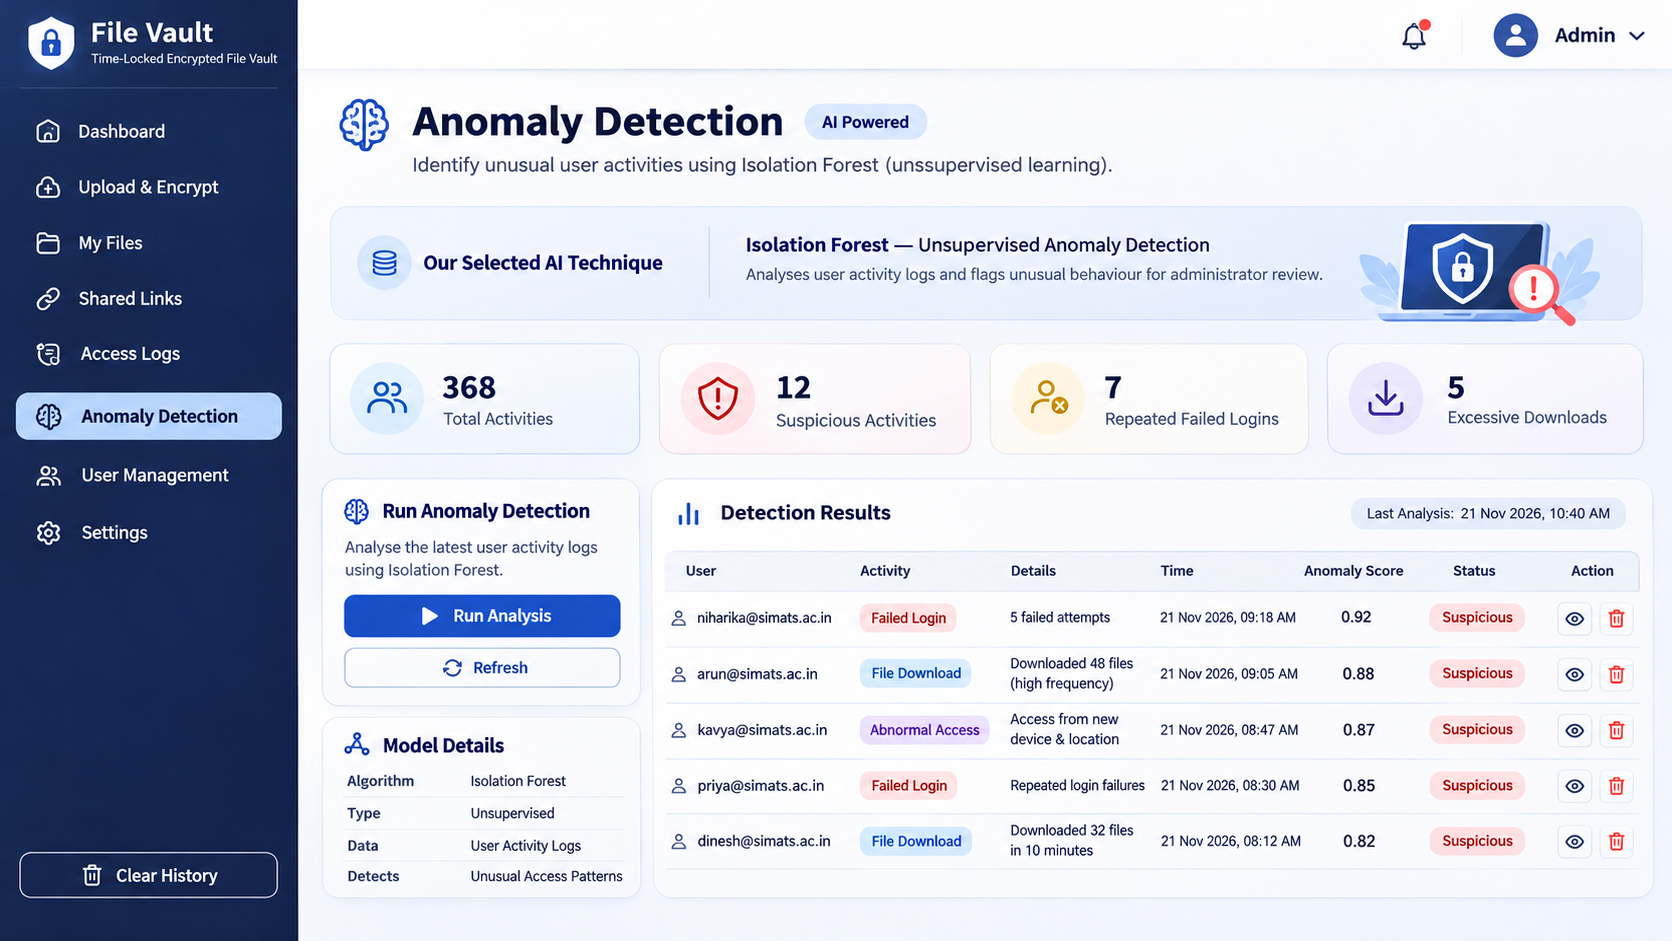 File Vault
Time-Locked Encrypted File Vault
Dashboard
Upload & Encrypt
My Files
Shared Links
Access Logs
Anomaly Detection
User Management
Settings
Clear History
Admin
Anomaly Detection
AI Powered
Identify unusual user activities using Isolation Forest (unssupervised learning).
Our Selected AI Technique
Isolation Forest — Unsupervised Anomaly Detection
Analyses user activity logs and flags unusual behaviour for administrator review.
368
Total Activities
12
Suspicious Activities
7
Repeated Failed Logins
5
Excessive Downloads
Run Anomaly Detection
Analyse the latest user activity logs
using Isolation Forest.
Run Analysis
Refresh
Model Details
Algorithm Isolation Forest
Type Unsupervised
Data User Activity Logs
Detects Unusual Access Patterns
Detection Results
Last Analysis: 21 Nov 2026, 10:40 AM
User Activity Details Time Anomaly Score Status Action
niharika@simats.ac.in Failed Login 5 failed attempts 21 Nov 2026, 09:18 AM 0.92 Suspicious
arun@simats.ac.in File Download Downloaded 48 files
(high frequency) 21 Nov 2026, 09:05 AM 0.88 Suspicious
kavya@simats.ac.in Abnormal Access Access from new
device & location 21 Nov 2026, 08:47 AM 0.87 Suspicious
priya@simats.ac.in Failed Login Repeated login failures 21 Nov 2026, 08:30 AM 0.85 Suspicious
dinesh@simats.ac.in File Download Downloaded 32 files
in 10 minutes 21 Nov 2026, 08:12 AM 0.82 Suspicious